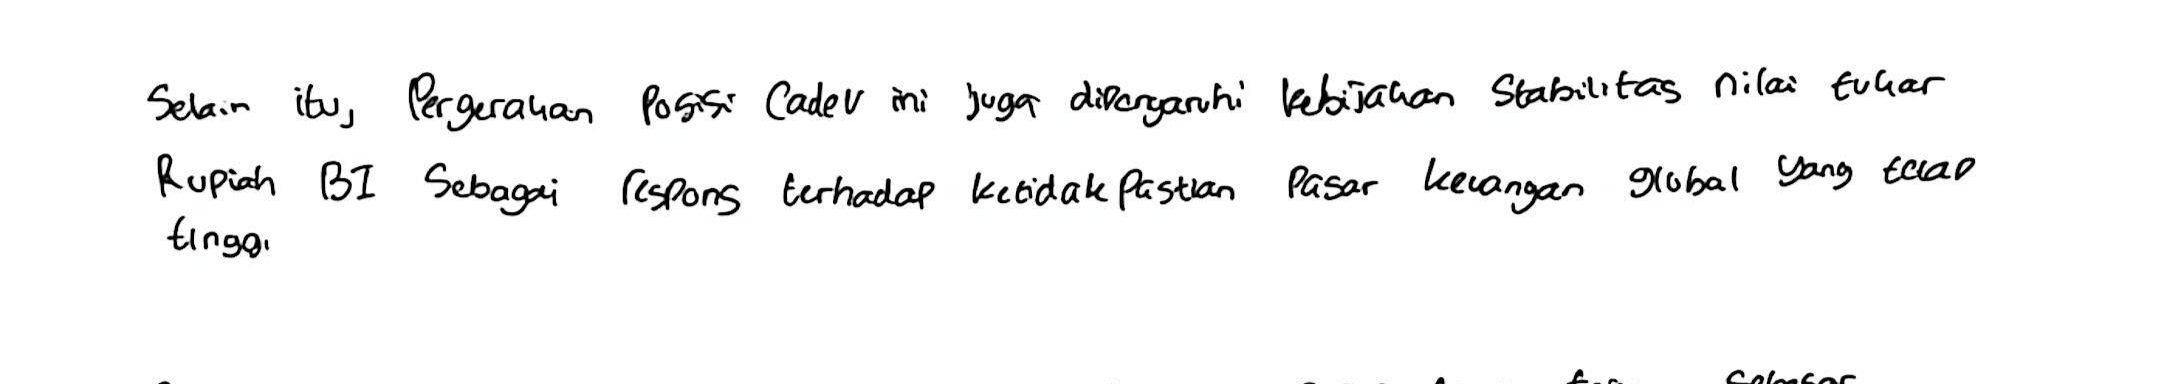 Selain itu, Pergerakan Posisi Cadev ini juga dipengaruhi kebijakan Stabilitas nilai tukar
Rupiah BI Sebagai respons terhadap ketidakpastian Pasar keuangan global yang tetap
tinggi
sebesar